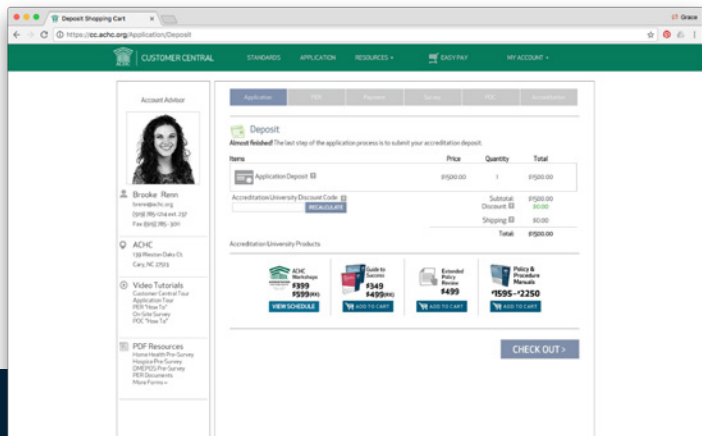 Deposit Shopping Cart
Grace
https://cc.achc.org/Application/Deposit
ACHC
CUSTOMER CENTRAL
STANDARDS
APPLICATION
RESOURCES
EASY PAY
MY ACCOUNT
Account Advisor
Brooke Renn
Fax (919) 785-3011
ACHC
139 Weston Oaks Ct.
Cary, NC 27513
Video Tutorials
Customer Central Tour
Application Tour
PER "How To"
On-Site Survey
POC "How To"
PDF Resources
Home Health Pre-Survey
Hospice Pre-Survey
DMEPOS Pre-Survey
PER Documents
More Forms »
Application
PER
Payment
Survey
POC
Accreditation
Deposit
Almost finished! The last step of the application process is to submit your accreditation deposit.
Items Price Quantity Total
Application Deposit $1500.00 1 $1500.00
Accreditation University Discount Code
RECALCULATE
Subtotal: $1500.00
Discount $0.00
Shipping $0.00
Total: $1500.00
Accreditation University Products
ACHC
Workshops
$399
$599
VIEW SCHEDULE
Guide to
Success
$349
$499
ADD TO CART
Extended
Policy
Review
$499
ADD TO CART
Policy &
Procedure
Manuals
$1595-$2250
ADD TO CART
CHECK OUT >